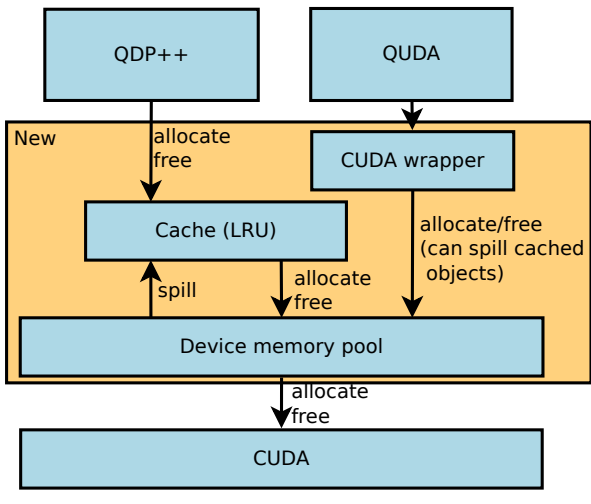 QDP++
QUDA
New
allocate
free
CUDA wrapper
Cache (LRU)
allocate/free
(can spill cached
objects)
spill
allocate
free
Device memory pool
allocate
free
CUDA